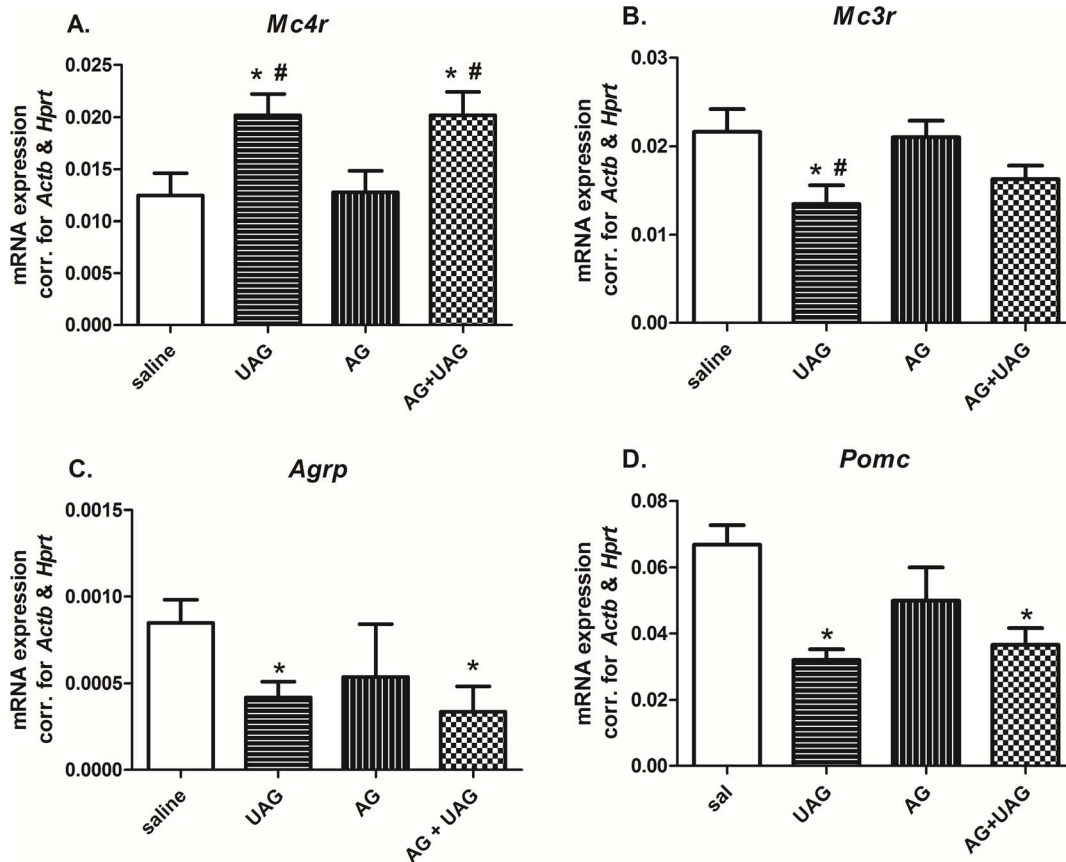 A.
Mc4r
mRNA expression
corr. for Actb & Hprt
0.025
0.020
0.015
0.010
0.005
0.000
* #
* #
saline
UAG
AG
AG+UAG
B.
Mc3r
mRNA expression
corr. for Actb & Hprt
0.03
0.02
0.01
0.00
* #
saline
UAG
AG
AG+UAG
C.
Agrp
mRNA expression
corr. for Actb & Hprt
0.0015
0.0010
0.0005
0.0000
*
*
saline
UAG
AG
AG + UAG
D.
Pomc
mRNA expression
corr. for Actb & Hprt
0.08
0.06
0.04
0.02
0.00
*
*
sal
UAG
AG
AG+UAG